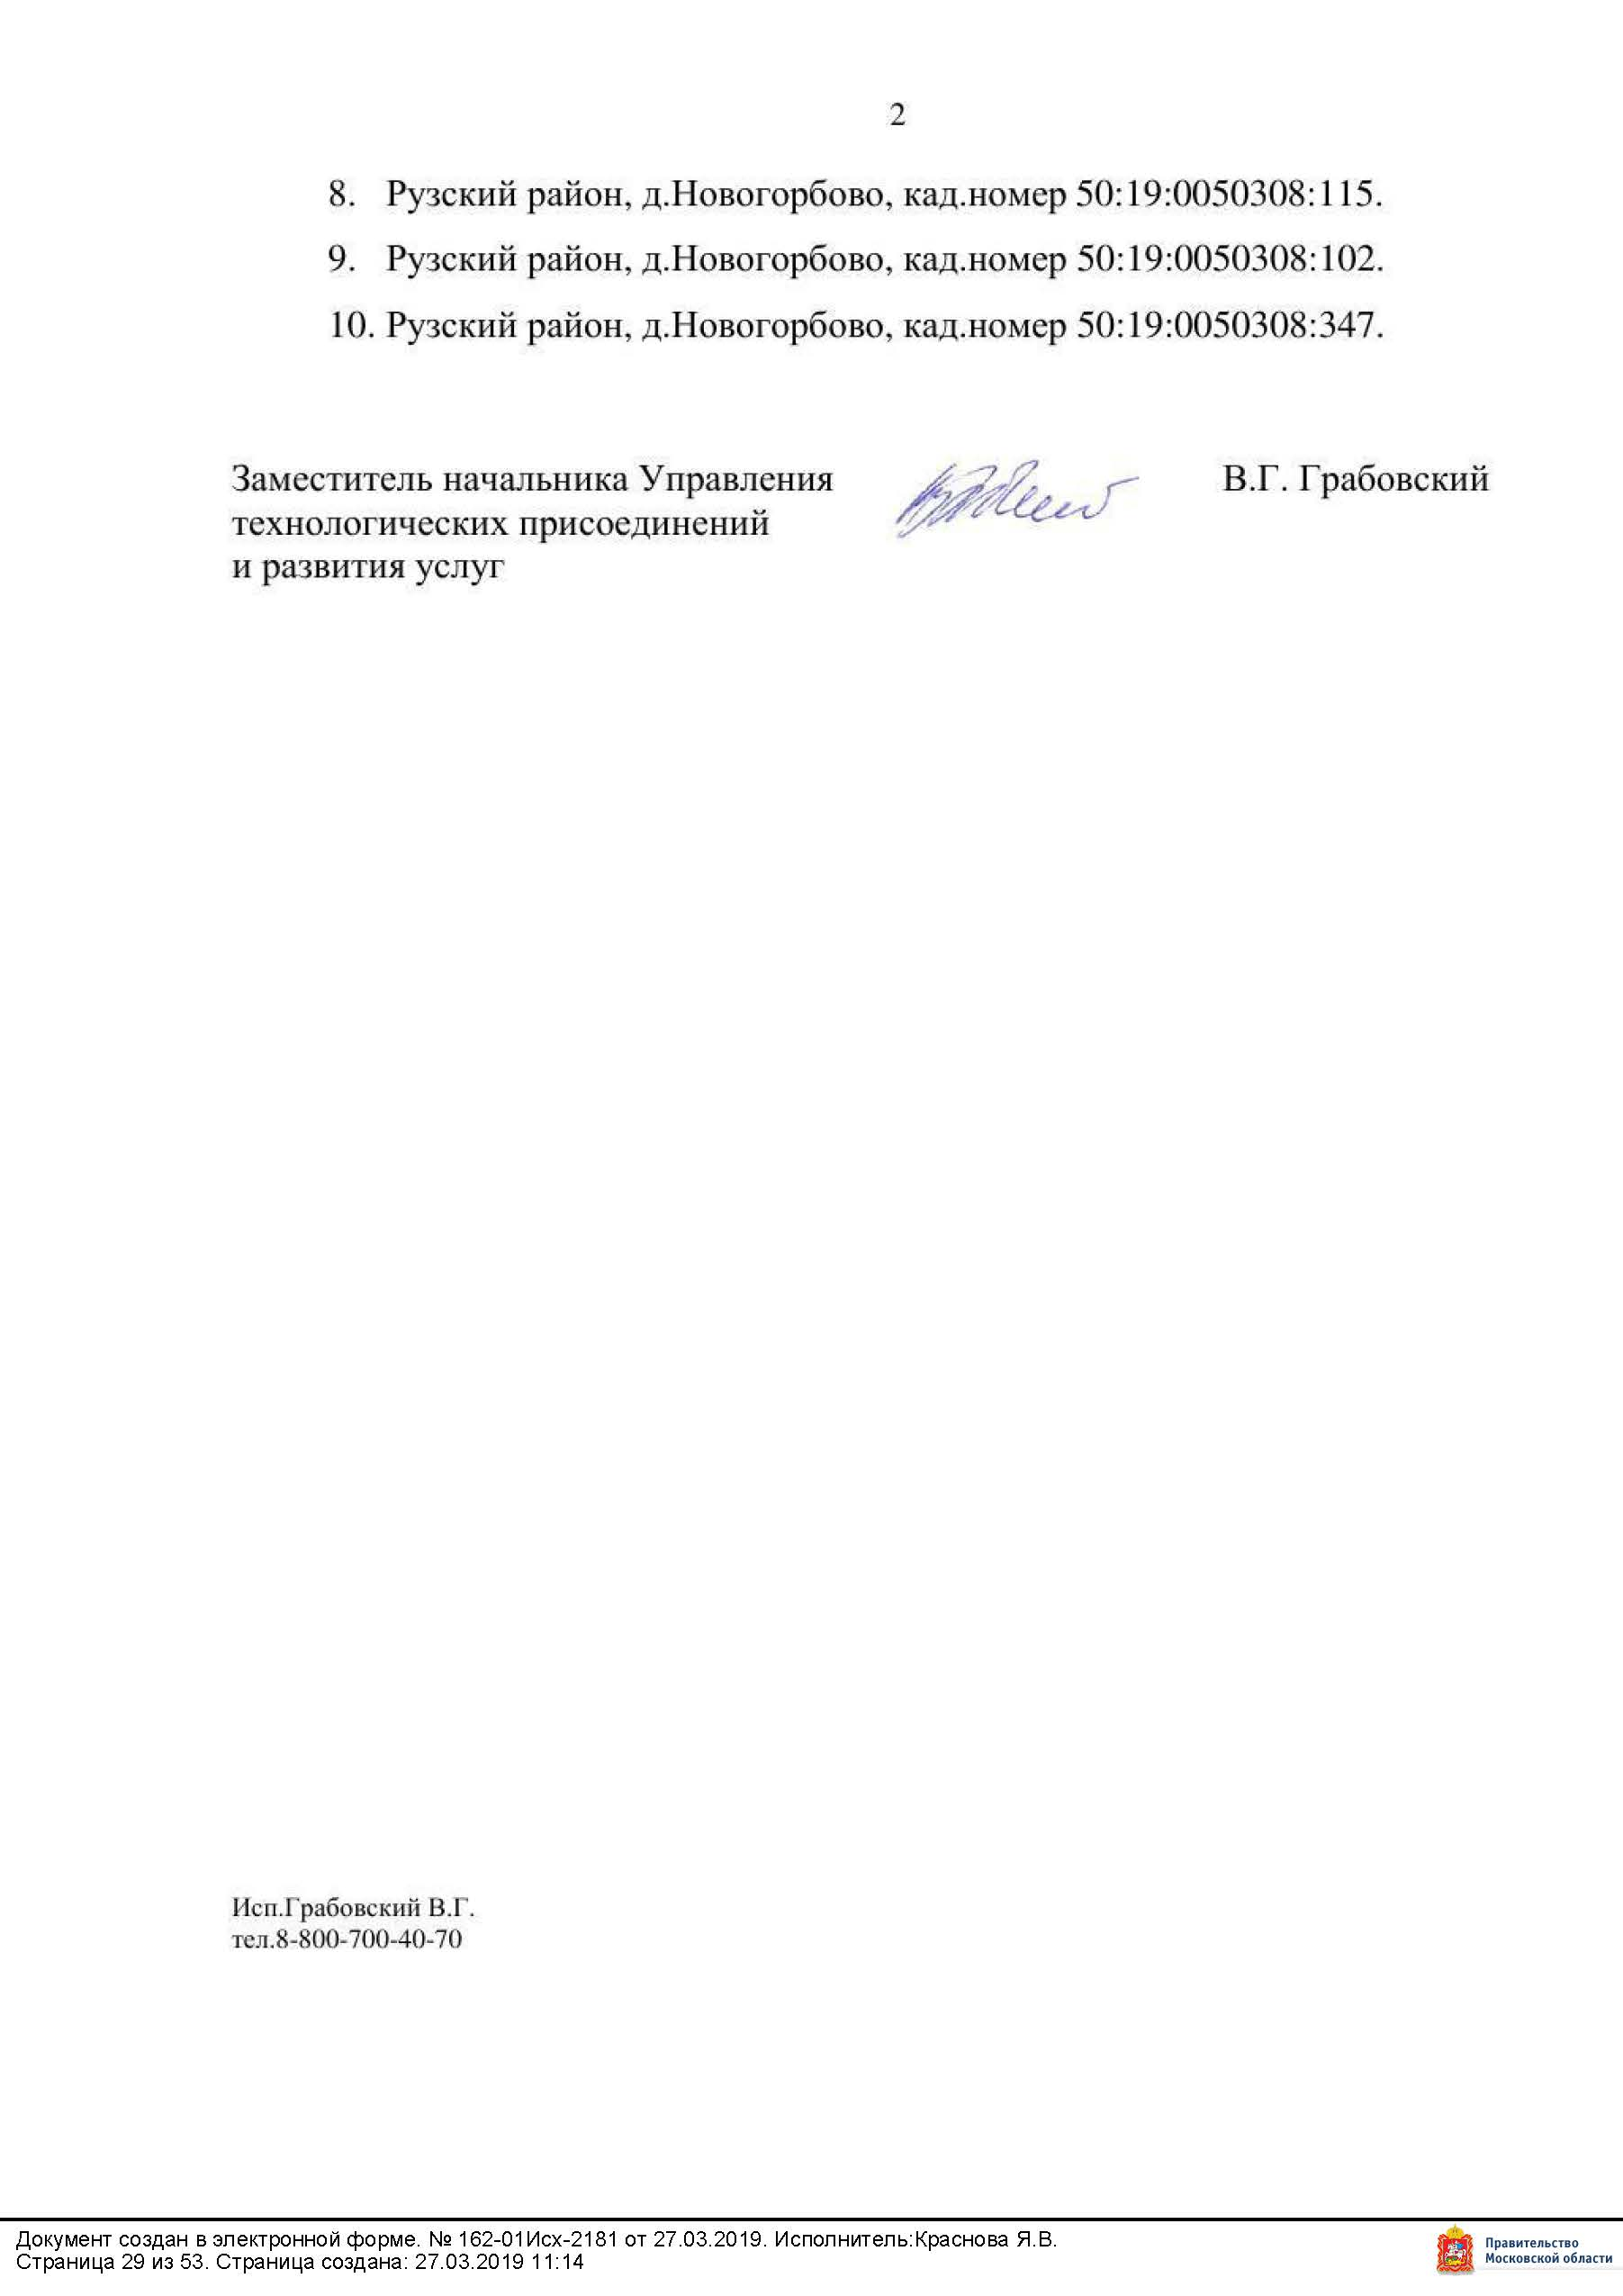 2
8. Рузский район, д.Новогорбово, кад.номер 50:19:0050308:115.
9. Рузский район, д.Новогорбово, кад.номер 50:19:0050308:102.
10. Рузский район, д.Новогорбово, кад.номер 50:19:0050308:347.
Заместитель начальника Управления
технологических присоединений
и развития услуг
В.Г. Грабовский
Исп.Грабовский В.Г.
тел.8-800-700-40-70
Документ создан в электронной форме. № 162-01Исх-2181 от 27.03.2019. Исполнитель:Краснова Я.В.
Страница 29 из 53. Страница создана: 27.03.2019 11:14
Правительство
Московской области